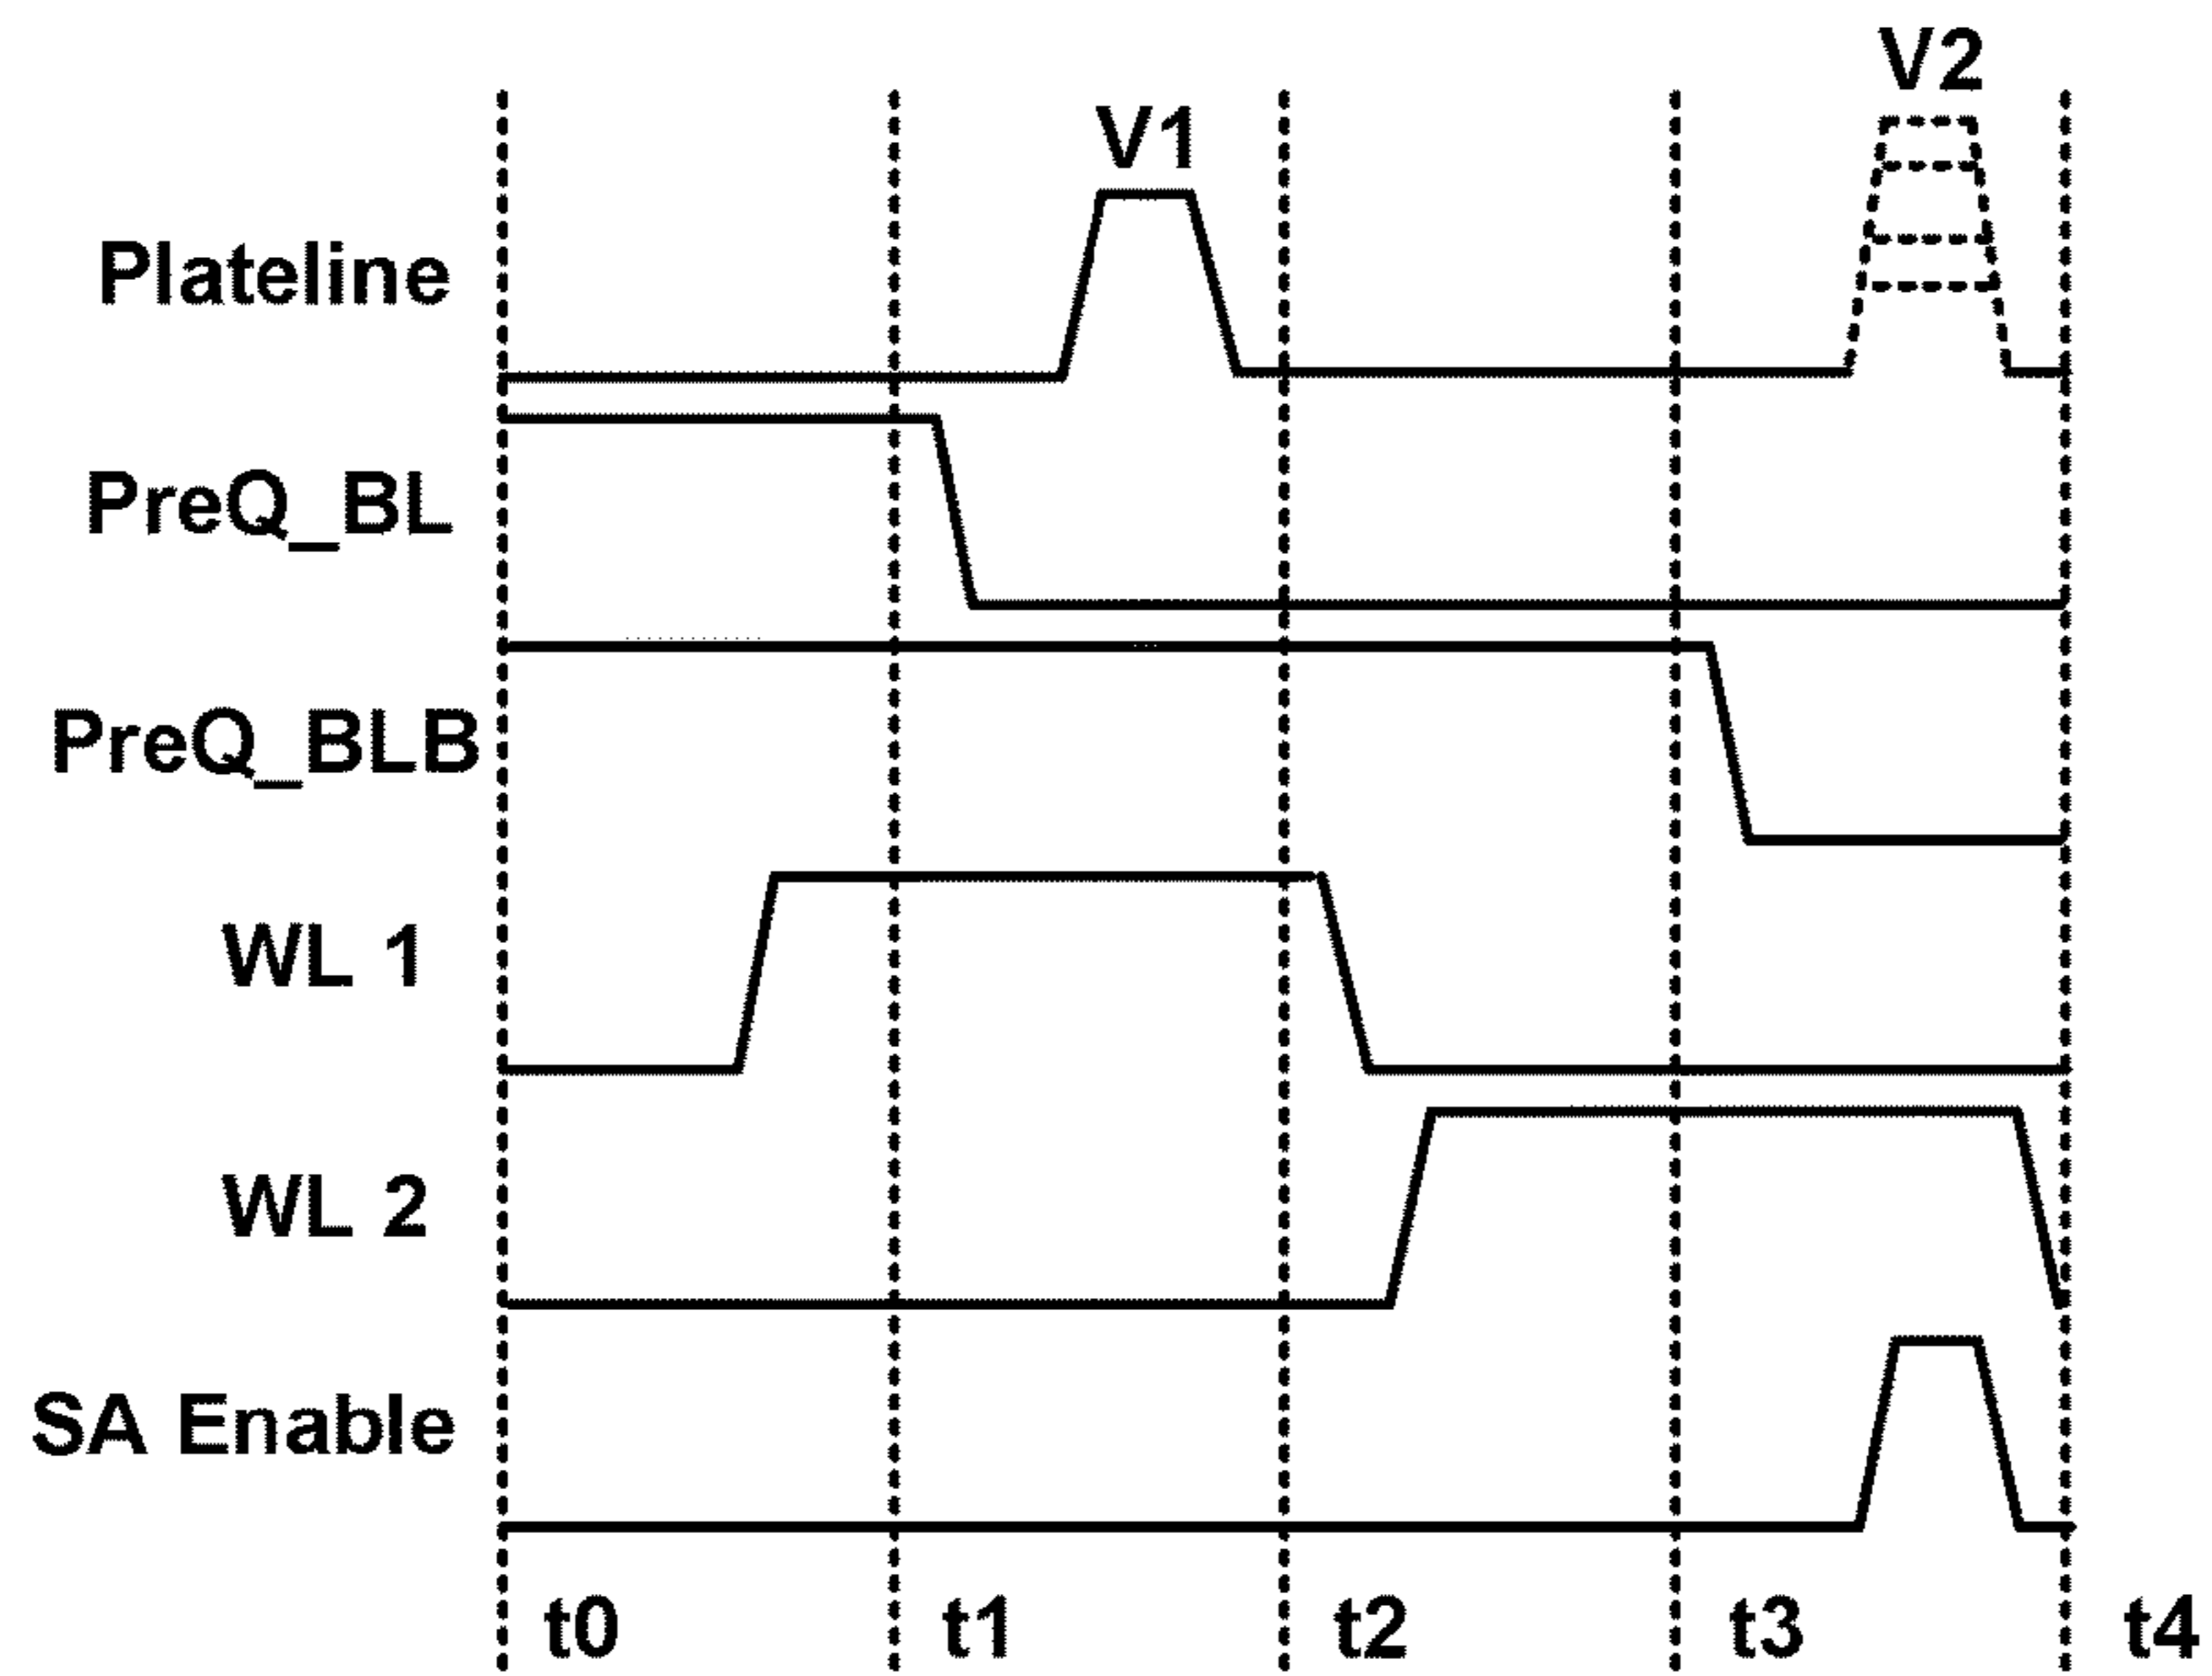 V2
V1
Plateline
PreQ_BL
PreQ_BLB
WL 1
WL 2
SA Enable
t0 t1 t2 t3 t4